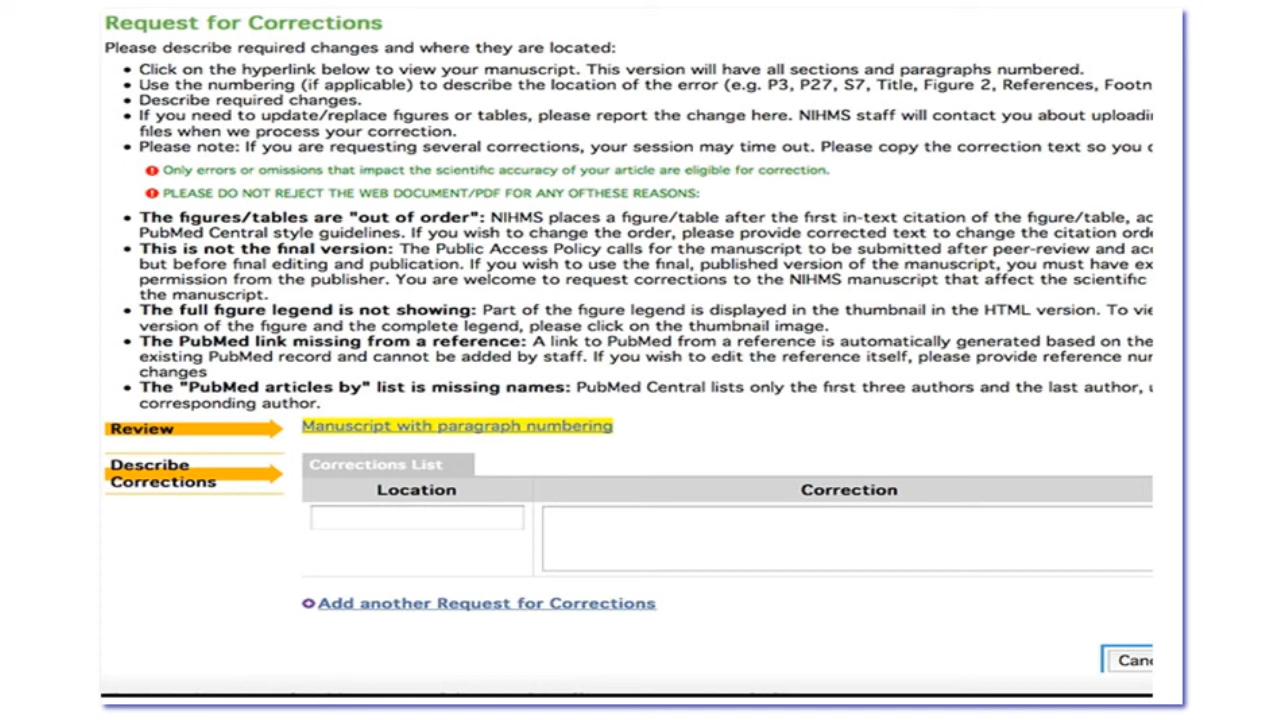 Request for Corrections
Please describe required changes and where they are located:
• Click on the hyperlink below to view your manuscript. This version will have all sections and paragraphs numbered.
• Use the numbering (if applicable) to describe the location of the error (e.g. P3, P27, S7, Title, Figure 2, References, Footn
• Describe required changes.
• If you need to update/replace figures or tables, please report the change here. NIHMS staff will contact you about uploadi
files when we process your correction.
• Please note: If you are requesting several corrections, your session may time out. Please copy the correction text so you c
Only errors or omissions that impact the scientific accuracy of your article are eligible for correction.
PLEASE DO NOT REJECT THE WEB DOCUMENT/PDF FOR ANY OFTHESE REASONS:
• The figures/tables are "out of order": NIHMS places a figure/table after the first in-text citation of the figure/table, ac
PubMed Central style guidelines. If you wish to change the order, please provide corrected text to change the citation orde
• This is not the final version: The Public Access Policy calls for the manuscript to be submitted after peer-review and acc
but before final editing and publication. If you wish to use the final, published version of the manuscript, you must have ex
permission from the publisher. You are welcome to request corrections to the NIHMS manuscript that affect the scientific
the manuscript.
• The full figure legend is not showing: Part of the figure legend is displayed in the thumbnail in the HTML version. To vie
version of the figure and the complete legend, please click on the thumbnail image.
• The PubMed link missing from a reference: A link to PubMed from a reference is automatically generated based on the
existing PubMed record and cannot be added by staff. If you wish to edit the reference itself, please provide reference nur
changes
• The "PubMed articles by" list is missing names: PubMed Central lists only the first three authors and the last author,
corresponding author.
Review
Manuscript with paragraph numbering
Describe
Corrections
Corrections List
Location Correction
Add another Request for Corrections
Canc